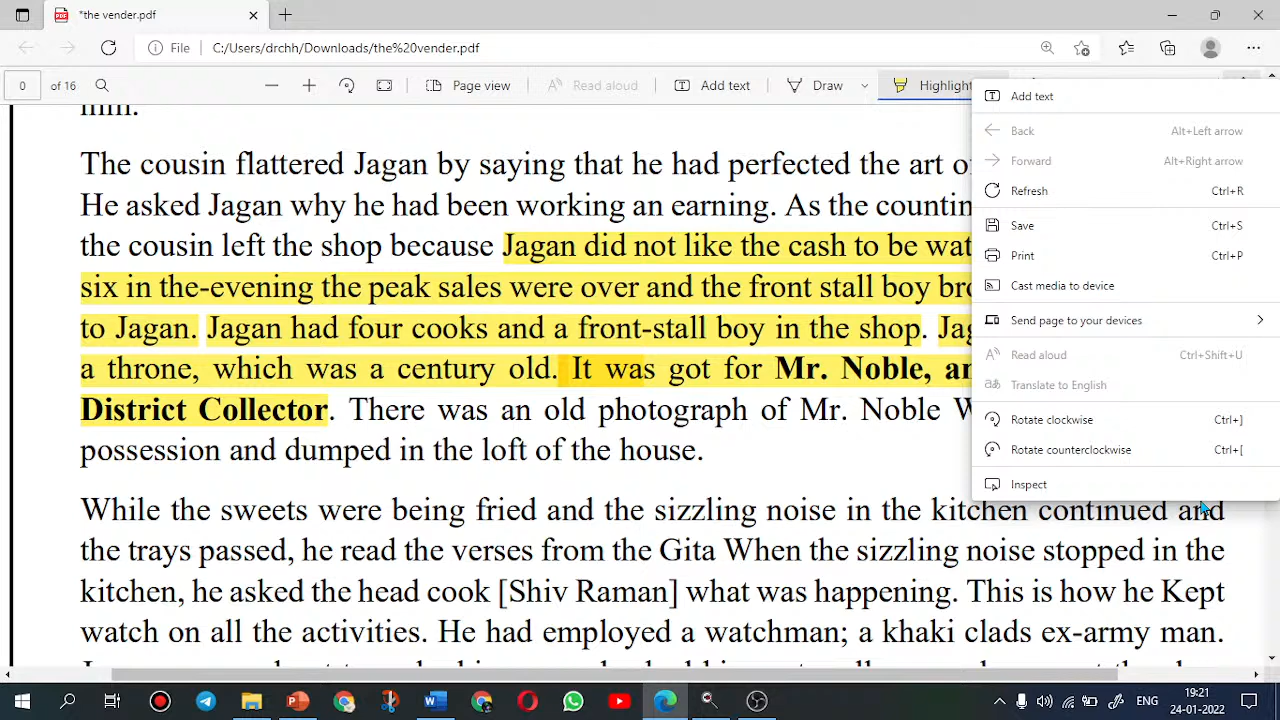 *the vender.pdf
File C:/Users/drchh/Downloads/the%20vender.pdf
0 of 16 Page view Read aloud Add text Draw Highlight
him.
The cousin flattered Jagan by saying that he had perfected the art
He asked Jagan why he had been working an earning. As the
the cousin left the shop because Jagan did not like the cash to be
six in the-evening the peak sales were over and the front stall boy
to Jagan. Jagan had four cooks and a front-stall boy in the shop.
a throne, which was a century old. It was got for Mr. Noble,
District Collector. There was an old photograph of Mr. Noble
possession and dumped in the loft of the house.
While the sweets were being fried and the sizzling noise in the kitchen continued and
the trays passed, he read the verses from the Gita When the sizzling noise stopped in the
kitchen, he asked the head cook [Shiv Raman] what was happening. This is how he Kept
watch on all the activities. He had employed a watchman; a khaki clads ex-army man.
Add text
Back Alt+Left arrow
Forward Alt+Right arrow
Refresh Ctrl+R
Save Ctrl+S
Print Ctrl+P
Cast media to device
Send page to your devices
Read aloud Ctrl+Shift+U
Translate to English
Rotate clockwise Ctrl+]
Rotate counterclockwise Ctrl+[
Inspect
ENG 19:21
24-01-2022